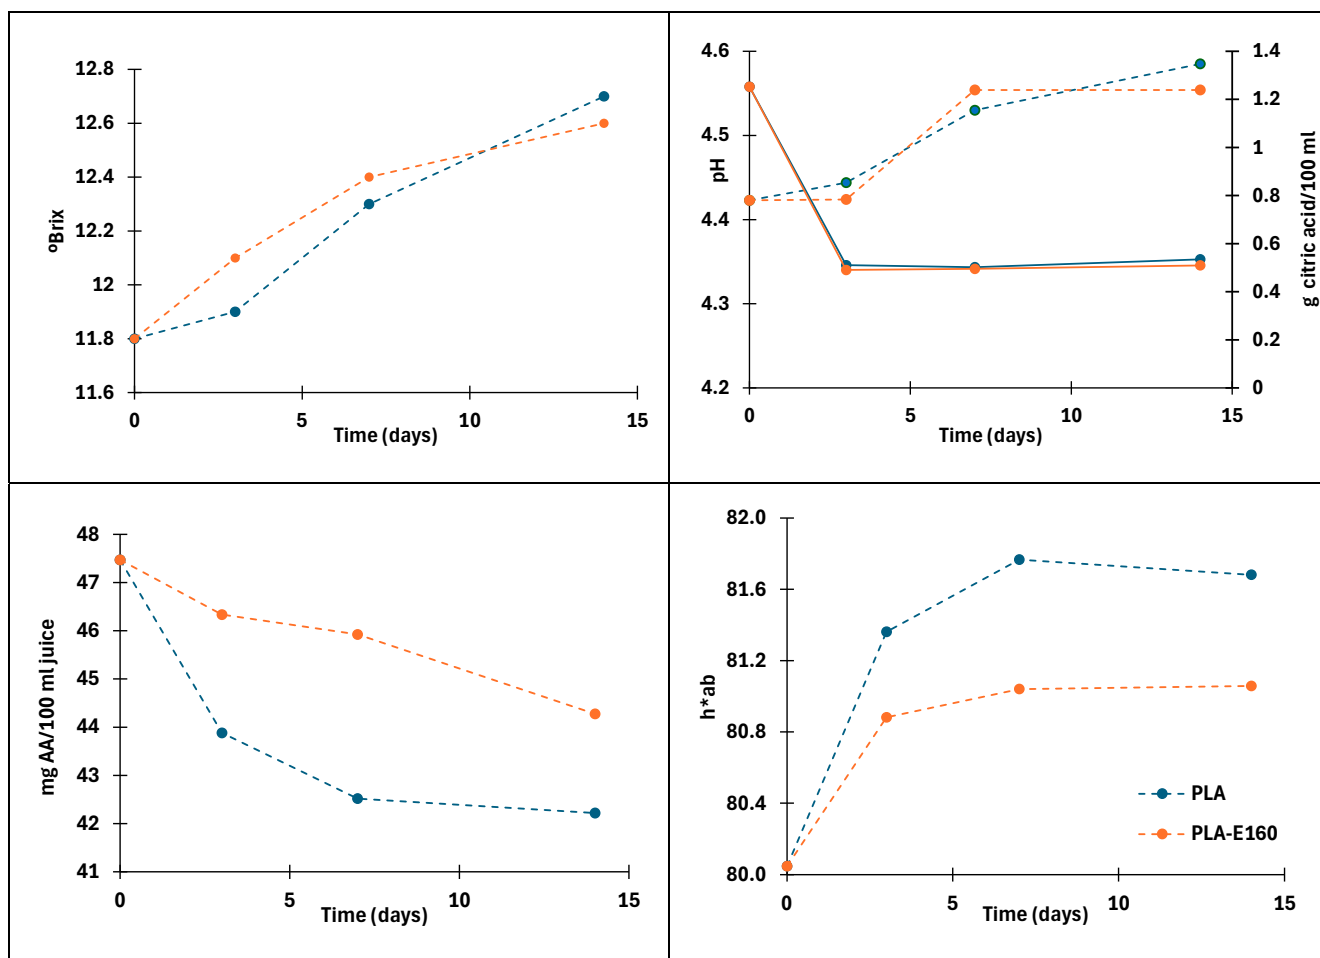 12.8
12.6
12.4
12.2
12
11.8
11.6
ºBrix
0 5 10 15
Time (days)
4.6
4.5
4.4
4.3
4.2
pH
1.4
1.2
1
0.8
0.6
0.4
0.2
0
g citric acid/100 ml
0 5 10 15
Time (days)
48
47
46
45
44
43
42
41
mg AA/100 ml juice
0 5 10 15
Time (days)
82.0
81.6
81.2
80.8
80.4
80.0
h*ab
PLA
PLA-E160
0 5 10 15
Time (days)